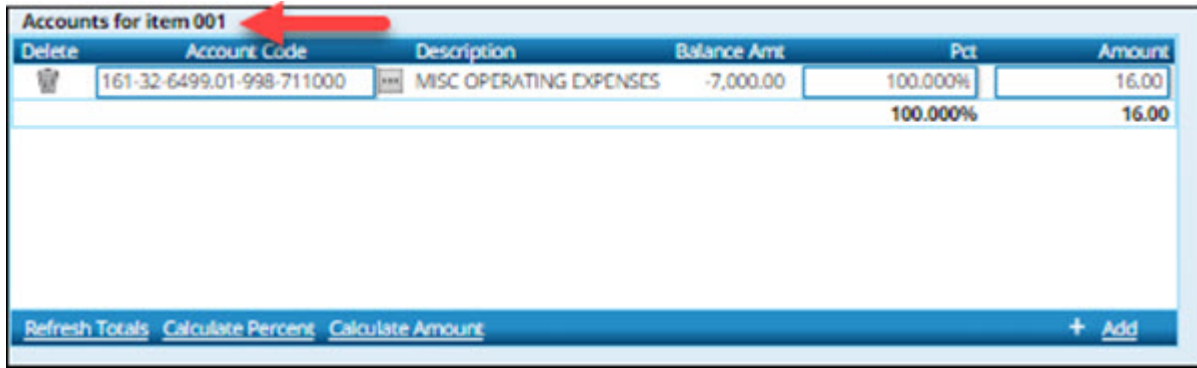 Accounts for item 001
Delete Account Code Description Balance Amt Pct Amount
161-32-6499.01-998-711000 MISC OPERATING EXPENSES -7,000.00 100.000% 16.00
100.000% 16.00
Refresh Totals Calculate Percent Calculate Amount + Add